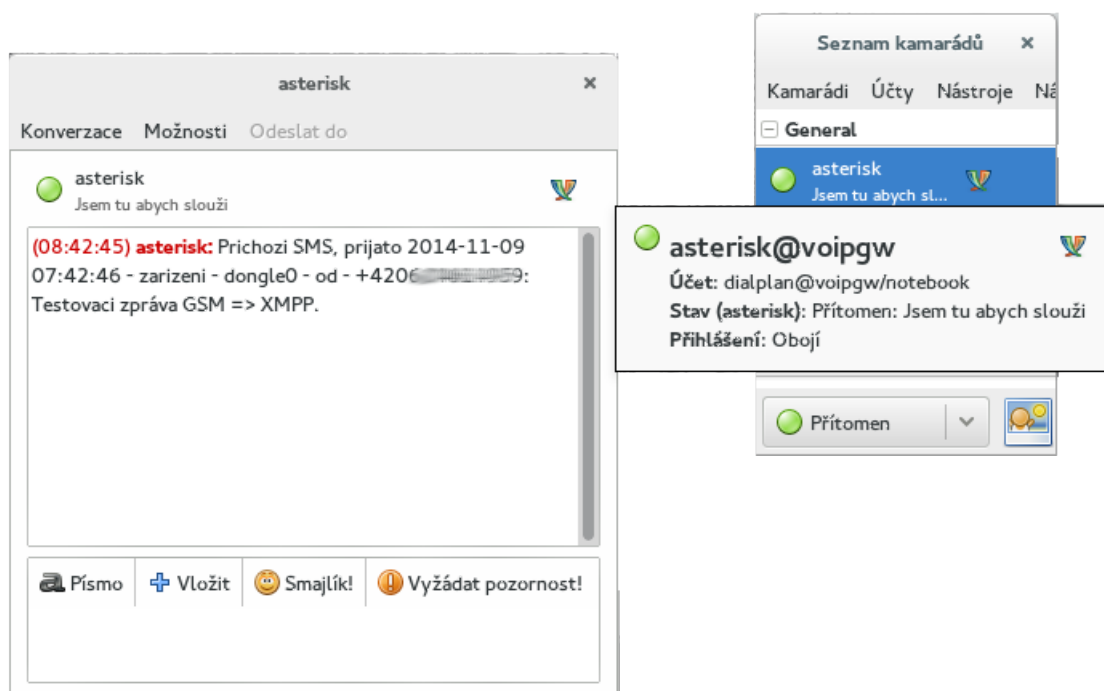 asterisk
Konverzace Možnosti Odeslat do
asterisk
Jsem tu abych slouži
(08:42:45) asterisk: Prichozi SMS, prijato 2014-11-09
07:42:46 - zarizeni - dongle0 - od - +4206
Testovaci zpráva GSM => XMPP.
Písmo Vložit Smajlík! Vyžádat pozornost!
Seznam kamarádů
Kamarádi Účty Nástroje Ná
General
asterisk
Jsem tu abych sl...
asterisk@voipgw
Účet: dialplan@voipgw/notebook
Stav (asterisk): Přítomen: Jsem tu abych slouži
Přihlášení: Obojí
Přítomen